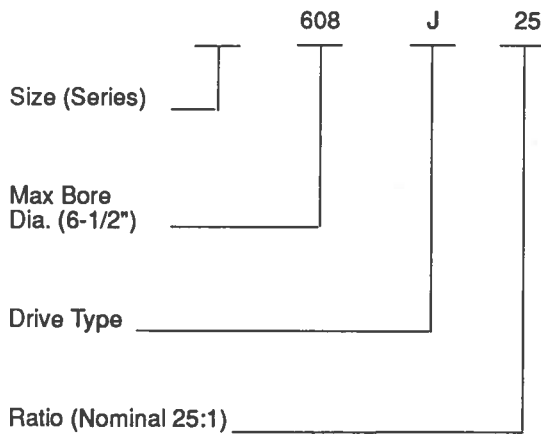 608 J 25
Size (Series)
Max Bore
Dia. (6-1/2")
Drive Type
Ratio (Nominal 25:1)